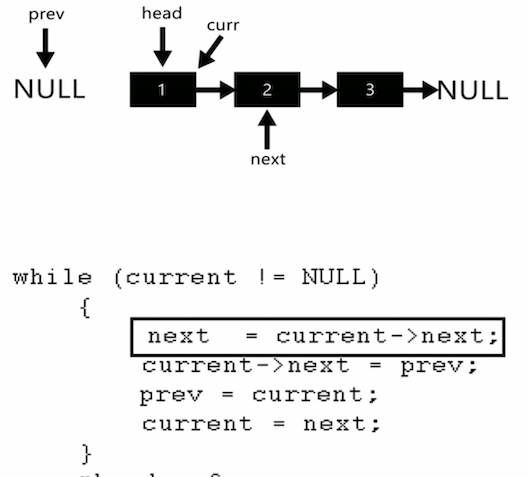 prev
head
curr
NULL 1 2 3 NULL
next
while (current != NULL)
{
next = current->next;
current->next = prev;
prev = current;
current = next;
}